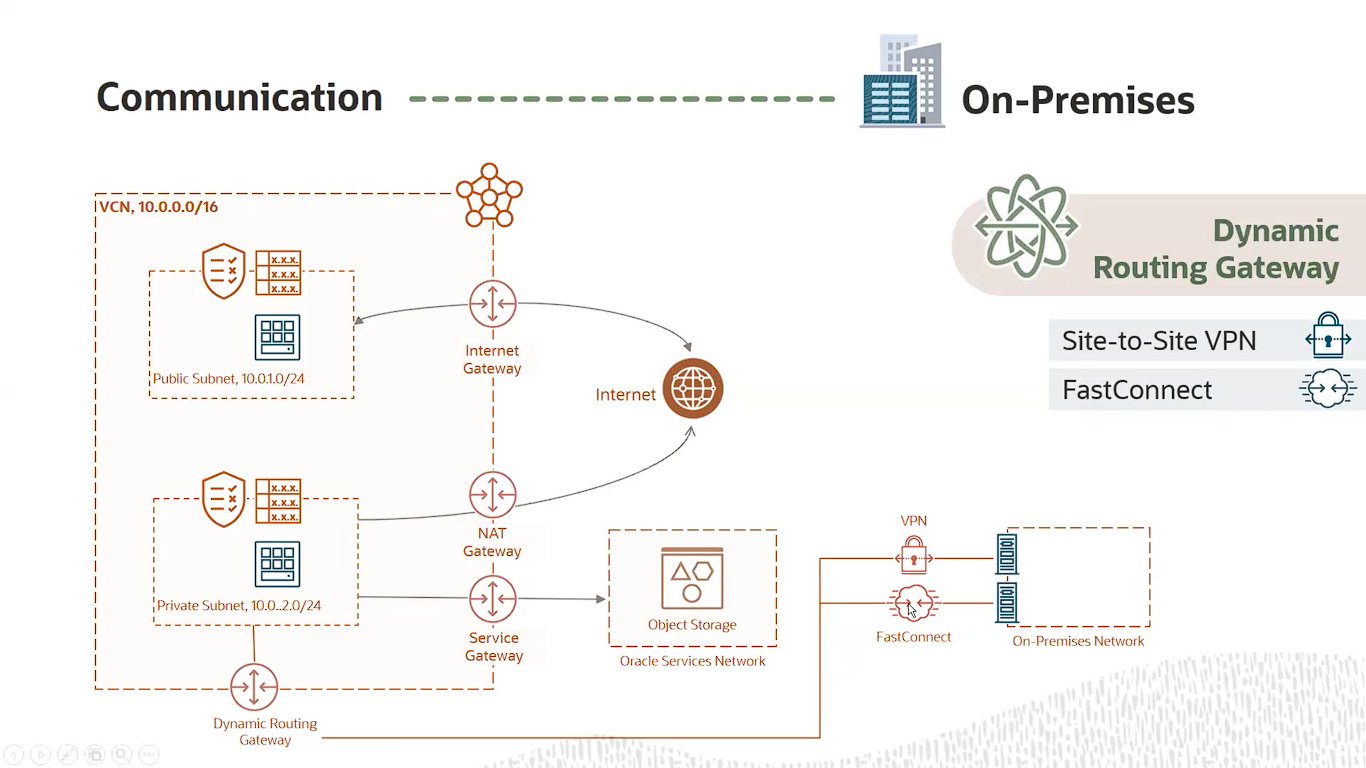 Communication
On-Premises
VCN, 10.0.0.0/16
Dynamic
Routing Gateway
Site-to-Site VPN
FastConnect
x.x.x.
x.x.x.
x.x.x.
Public Subnet, 10.0.1.0/24
Internet
Gateway
Internet
x.x.x.
x.x.x.
x.x.x.
Private Subnet, 10.0..2.0/24
NAT
Gateway
Service
Gateway
Object Storage
Oracle Services Network
VPN
FastConnect
On-Premises Network
Dynamic Routing
Gateway